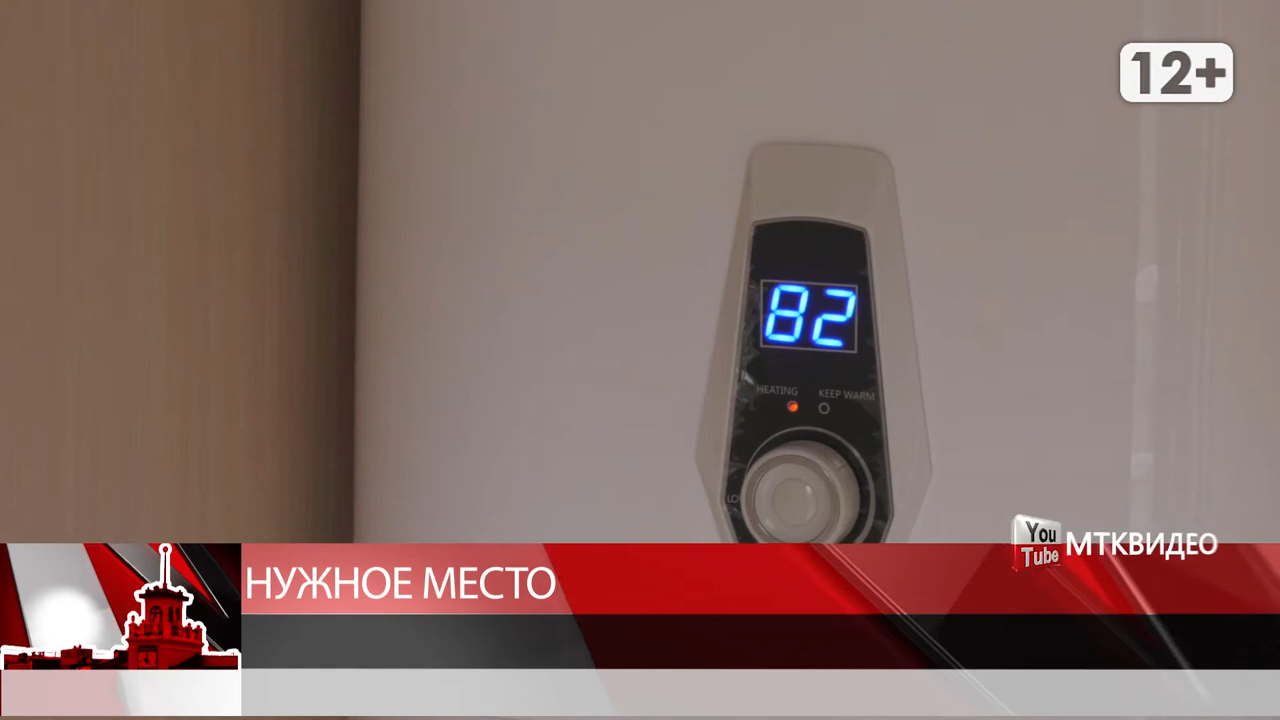 12+
82
HEATING KEEP WARM
You
Tube
МТКВИДЕО
НУЖНОЕ МЕСТО